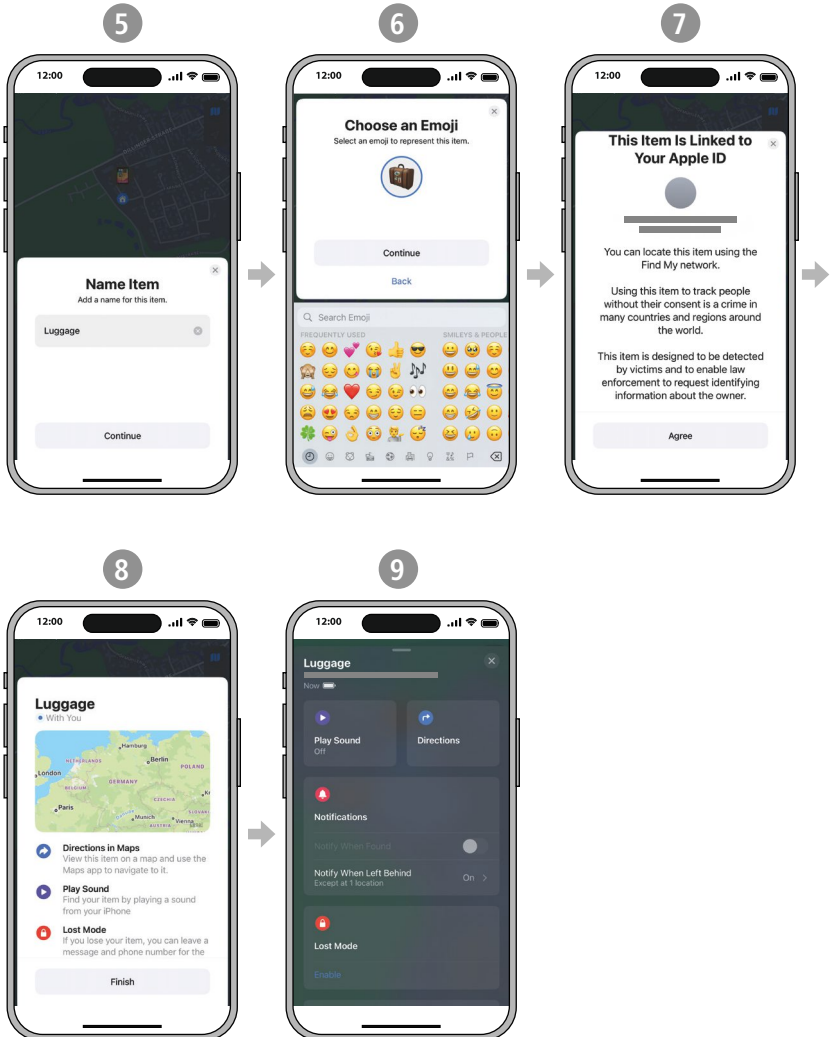 5
6
7
12:00
Name Item
Add a name for this item.
Luggage
Continue
12:00
Choose an Emoji
Select an emoji to represent this item.
Continue
Back
Search Emoji
FREQUENTLY USED
SMILEYS & PEOPLE
12:00
This Item Is Linked to
Your Apple ID
You can locate this item using the
Find My network.
Using this item to track people
without their consent is a crime in
many countries and regions around
the world.
This item is designed to be detected
by victims and to enable law
enforcement to request identifying
information about the owner.
Agree
8
9
12:00
Luggage
With You
Hamburg
NETHERLANDS
Berlin
POLAND
London
BELGIUM
GERMANY
CZECHIA
Paris
Munich
Vienna
AUSTRIA
Directions in Maps
View this item on a map and use the
Maps app to navigate to it.
Play Sound
Find your item by playing a sound
from your iPhone
Lost Mode
If you lose your item, you can leave a
message and phone number for the
Finish
12:00
Luggage
Now
Play Sound
Off
Directions
Notifications
Notify When Found
Notify When Left Behind
Except at 1 location
On
Lost Mode
Enable